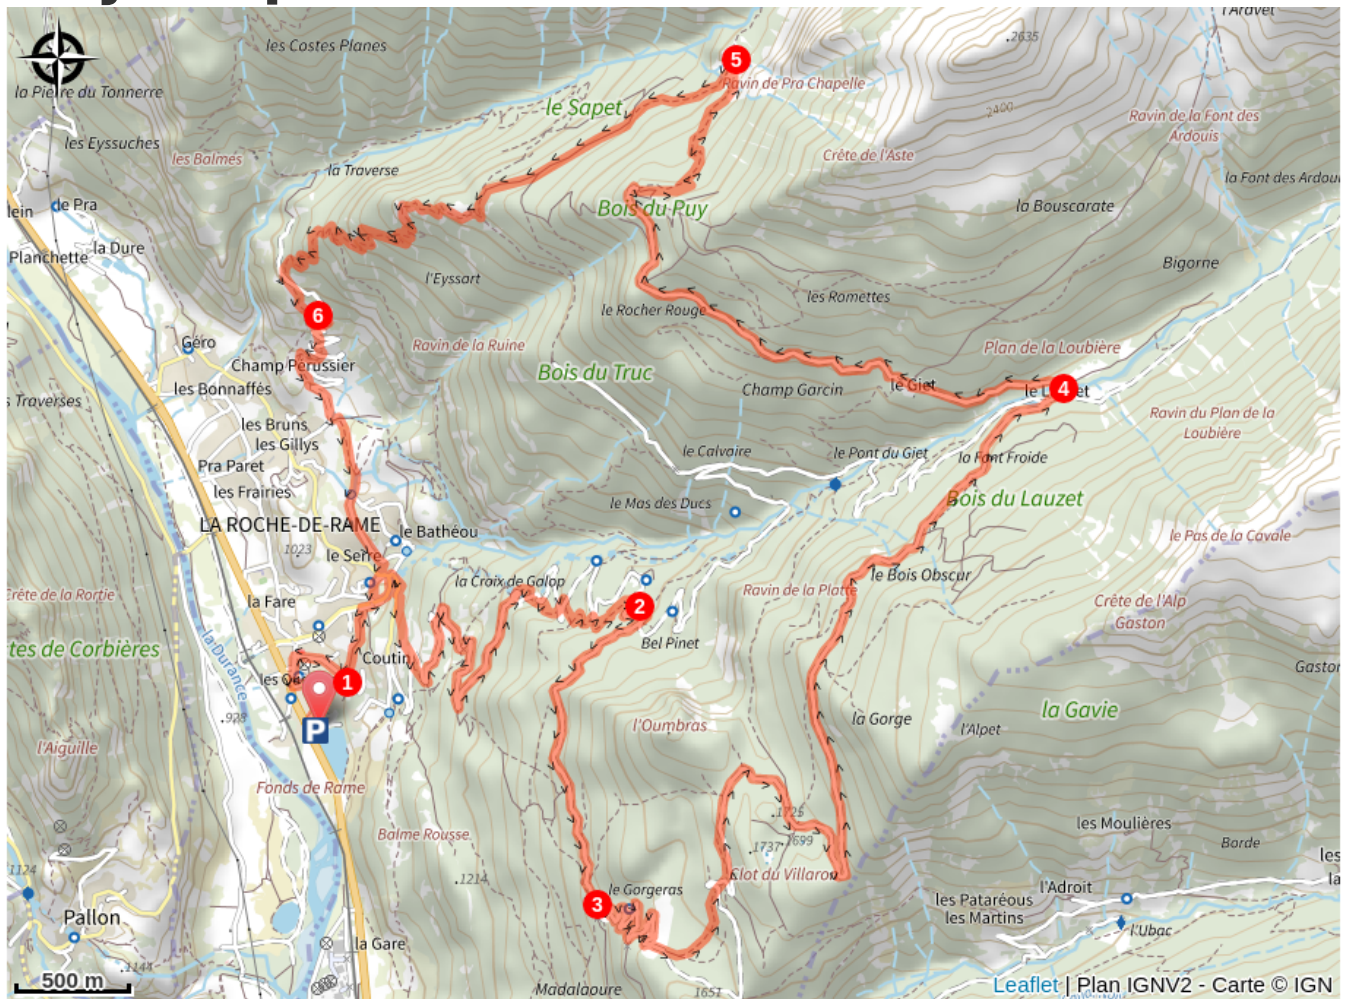 l'Aravet
.2635
les Costes Planes
5
Ravin de Pra Chapelle
la Pierre du Tonnerre
le Sapet
2400
Ravin de la Font des
Ardouis
les Eyssuches
les Balmes
Crête de l'Aste
la Traverse
la Font des Ardoui
lein
de Pra
Bois du Puy
la Bouscarate
la Dure
Planchette
Bigorne
l'Eyssart
les Romettes
6
le Rocher Rouge
Géro
Ravin de la Ruine
Plan de la Loubière
Champ Pérussier
Bois du Truc
les Bonnaffés
Champ Garcin
le Giet
4
s Traverses
Ravin du Plan de la
Loubière
les Bruns
les Gillys
le Calvaire
le Pont du Giet
la Font Froide
Pra Paret
les Frairies
le Mas des Ducs
Bois du Lauzet
LA ROCHE-DE-RAME
le Bathéou
le Pas de la Cavale
1023
le Serre
la Croix de Galop
le Bois Obscur
Crête de la Rortie
Ravin de la Platte
la Fare
2
Crête de l'Alp
Gaston
Bel Pinet
tes de Corbières
la Durance
Coutin
1
Gaston
.928
P
l'Oumbras
la Gorge
la Gavie
l'Alpet
l'Aiguille
Fonds de Rame
.1725
les Moulières
Balme Rousse
.1737
1699
Borde
les
1124
.1214
Clot du Villaron
la
le Gorgeras
l'Adroit
3
les Pataréous
les Martins
Pallon
l'Ubac
la Gare
.1144
500 m
Madalaoure
1651
Leaflet | Plan IGNV2 - Carte © IGN